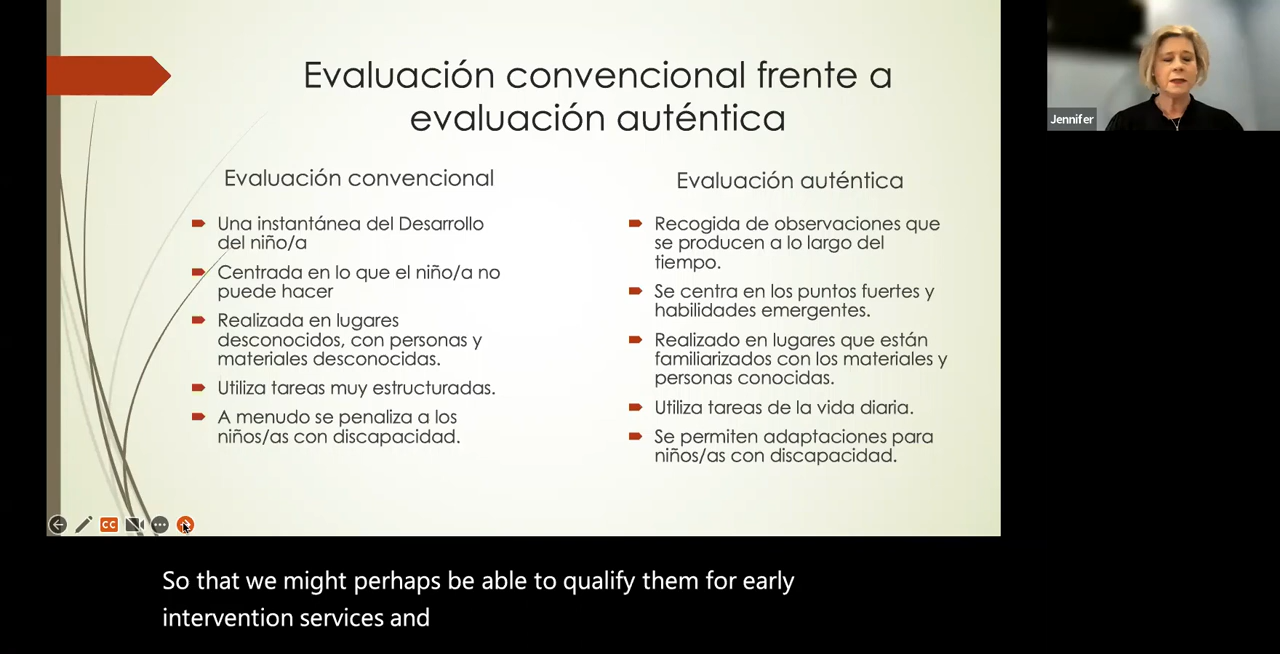 Evaluación convencional frente a
evaluación auténtica
Evaluación convencional
Una instantánea del Desarrollo
del niño/a
Centrada en lo que el niño/a no
puede hacer
Realizada en lugares
desconocidos, con personas y
materiales desconocidas.
Utiliza tareas muy estructuradas.
A menudo se penaliza a los
niños/as con discapacidad.
Evaluación auténtica
Recogida de observaciones que
se producen a lo largo del
tiempo.
Se centra en los puntos fuertes y
habilidades emergentes.
Realizado en lugares que están
familiarizados con los materiales y
personas conocidas.
Utiliza tareas de la vida diaria.
Se permiten adaptaciones para
niños/as con discapacidad.
Jennifer
CC
So that we might perhaps be able to qualify them for early
intervention services and